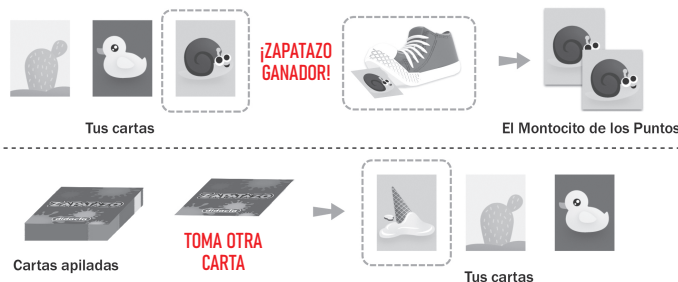 ¡ZAPATAZO
GANADOR!
Tus cartas
El Montocito de los Puntos
ZAPATAZO
didacta
ZAPATAZO
didacta
TOMA OTRA
CARTA
Cartas apiladas
Tus cartas